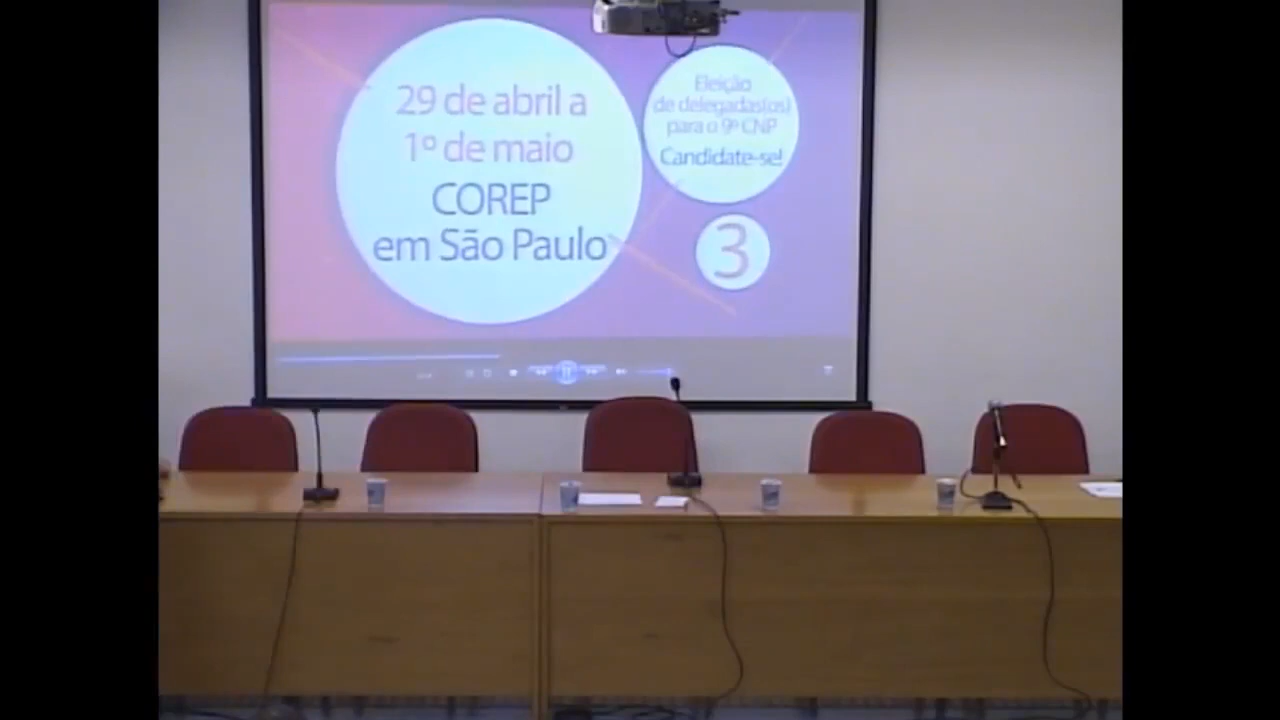 29 de abril a
1º de maio
COREP
em São Paulo
Eleição
de delegadas(os)
para o 9º CNP
Candidate-se!
3